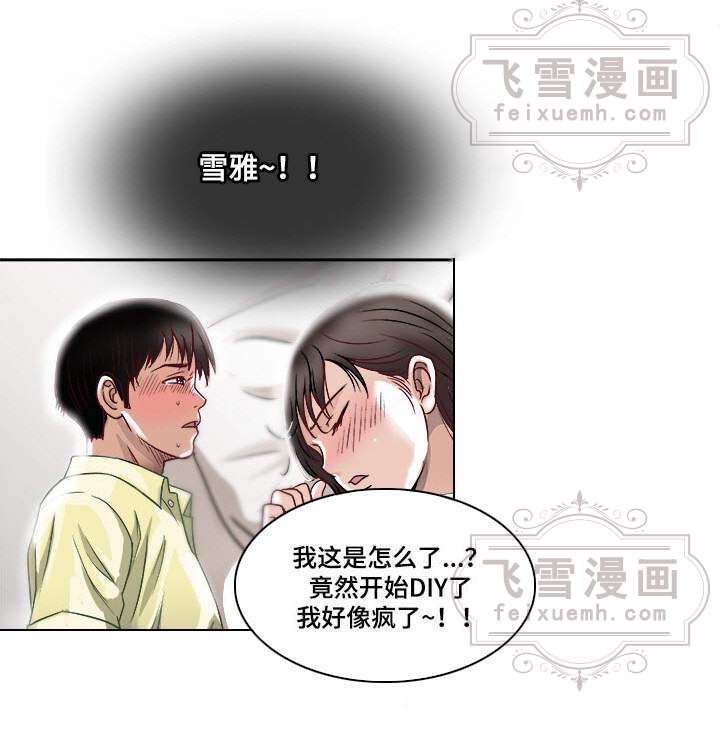 飞雪漫画
feixuemh.com
雪雅~！！
我这是怎么了...？
竟然开始DIY了
我好像疯了~！！
飞雪漫画
feixuemh.com